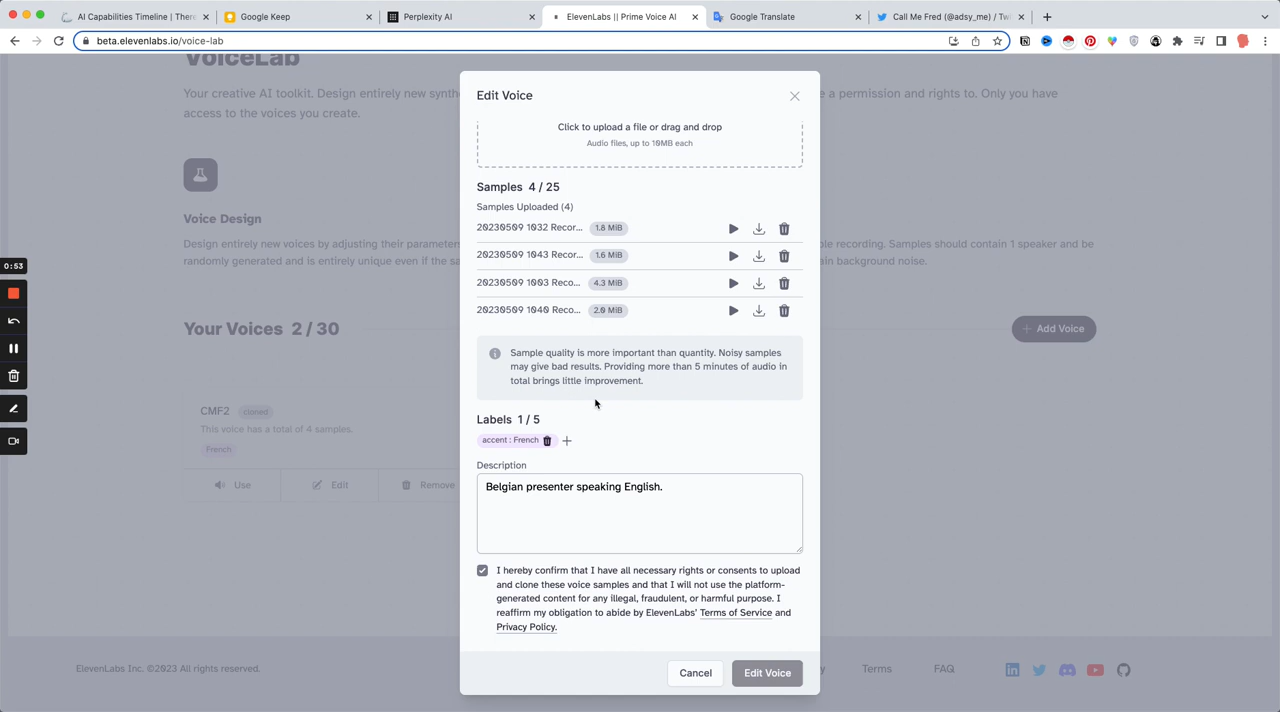 AI Capabilities Timeline | Ther
Google Keep
Perplexity AI
ElevenLabs || Prime Voice AI
Google Translate
Call Me Fred (@adsy_me) / Tw
beta.elevenlabs.io/voice-lab
VoiceLab
Your creative AI toolkit. Design entirely new synthe
e a permission and rights to. Only you have
access to the voices you create.
Voice Design
Design entirely new voices by adjusting their parameters.
ple recording. Samples should contain 1 speaker and be
randomly generated and is entirely unique even if the sa
ain background noise.
0:53
Your Voices 2 / 30
Add Voice
CMF2 cloned
This voice has a total of 4 samples.
French
Use
Edit
Remove
Edit Voice
Click to upload a file or drag and drop
Audio files, up to 10MB each
Samples 4 / 25
Samples Uploaded (4)
20230509 1032 Recor... 1.8 MiB
20230509 1043 Recor... 1.6 MiB
20230509 1003 Reco... 4.3 MiB
20230509 1040 Reco... 2.0 MiB
Sample quality is more important than quantity. Noisy samples
may give bad results. Providing more than 5 minutes of audio in
total brings little improvement.
Labels 1 / 5
accent : French
Description
Belgian presenter speaking English.
I hereby confirm that I have all necessary rights or consents to upload
and clone these voice samples and that I will not use the platform-
generated content for any illegal, fraudulent, or harmful purpose. I
reaffirm my obligation to abide by ElevenLabs' Terms of Service and
Privacy Policy.
Cancel
Edit Voice
ElevenLabs Inc. ©2023 All rights reserved.
y
Terms
FAQ